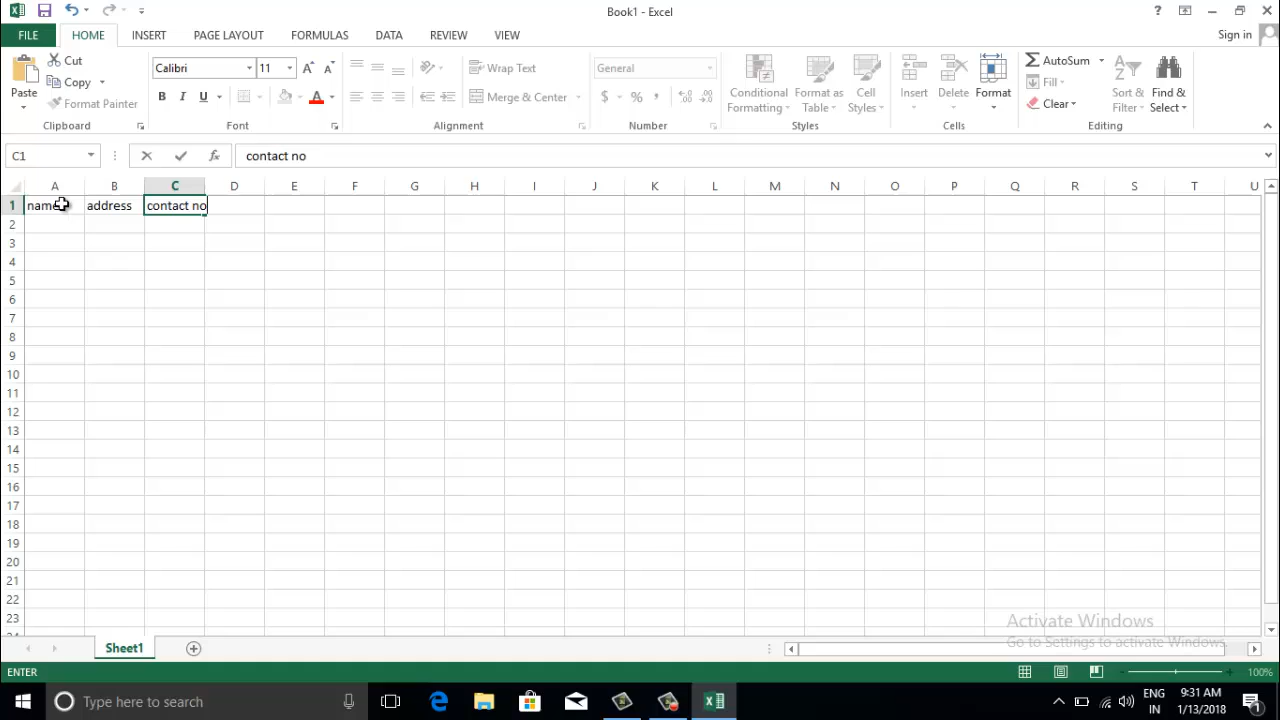 Book1 - Excel
?
FILE HOME INSERT PAGE LAYOUT FORMULAS DATA REVIEW VIEW Sign in
Paste Cut Copy Format Painter Clipboard
Calibri 11 B I U A Font
Wrap Text Merge & Center Alignment
General $ % , Number
Conditional Formatting Format as Table Cell Styles Styles
Insert Delete Format Cells
AutoSum Fill Clear Sort & Filter Find & Select Editing
C1 fx contact no
A B C D E F G H I J K L M N O P Q R S T U
1 name address contact no
2
3
4
5
6
7
8
9
10
11
12
13
14
15
16
17
18
19
20
21
22
23
24
Activate Windows
Go to Settings to activate Windows.
Sheet1
ENTER 100%
Type here to search
ENG 9:31 AM
IN 1/13/2018
1